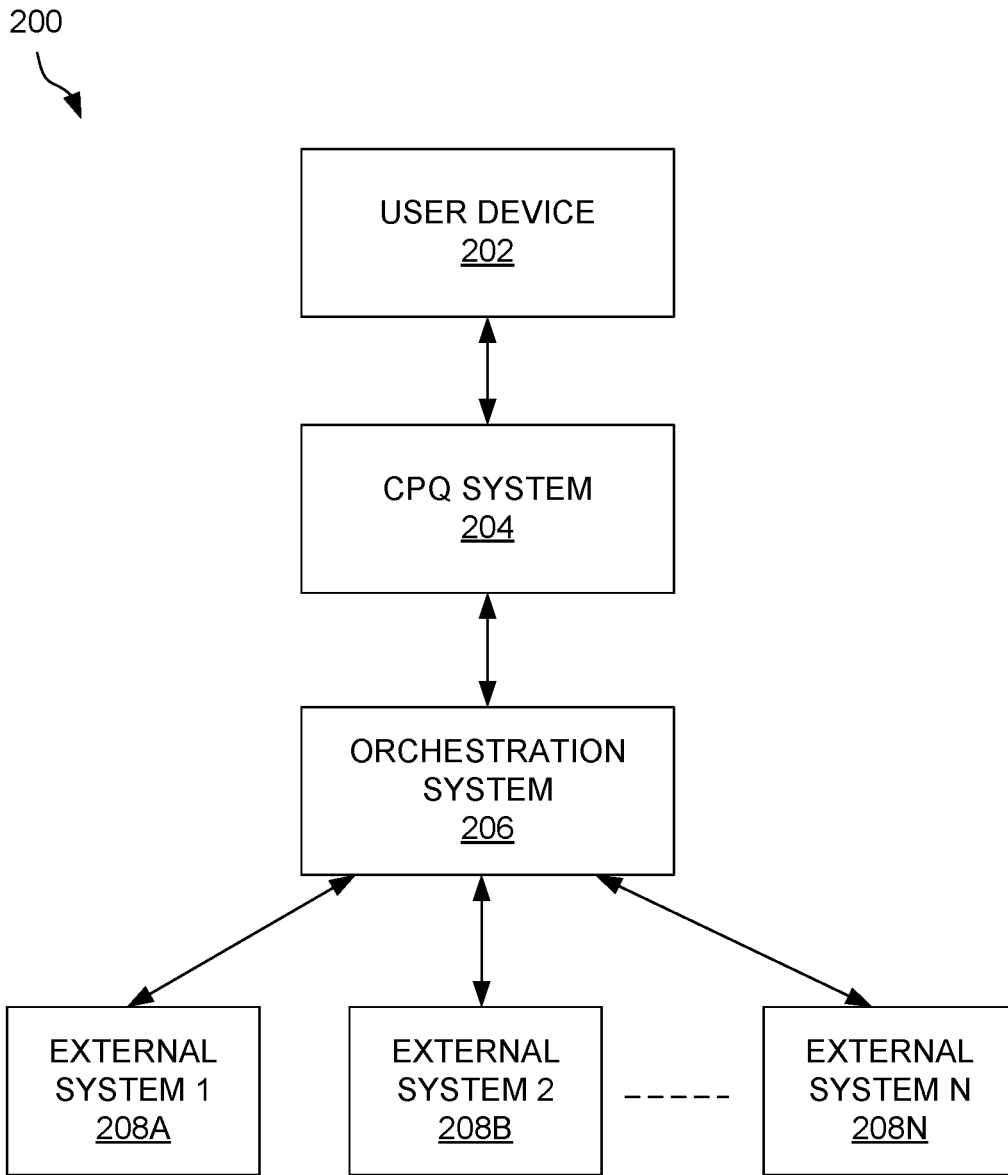 200
USER DEVICE
202
CPQ SYSTEM
204
ORCHESTRATION
SYSTEM
206
EXTERNAL
SYSTEM 1
208A
EXTERNAL
SYSTEM 2
208B
EXTERNAL
SYSTEM N
208N